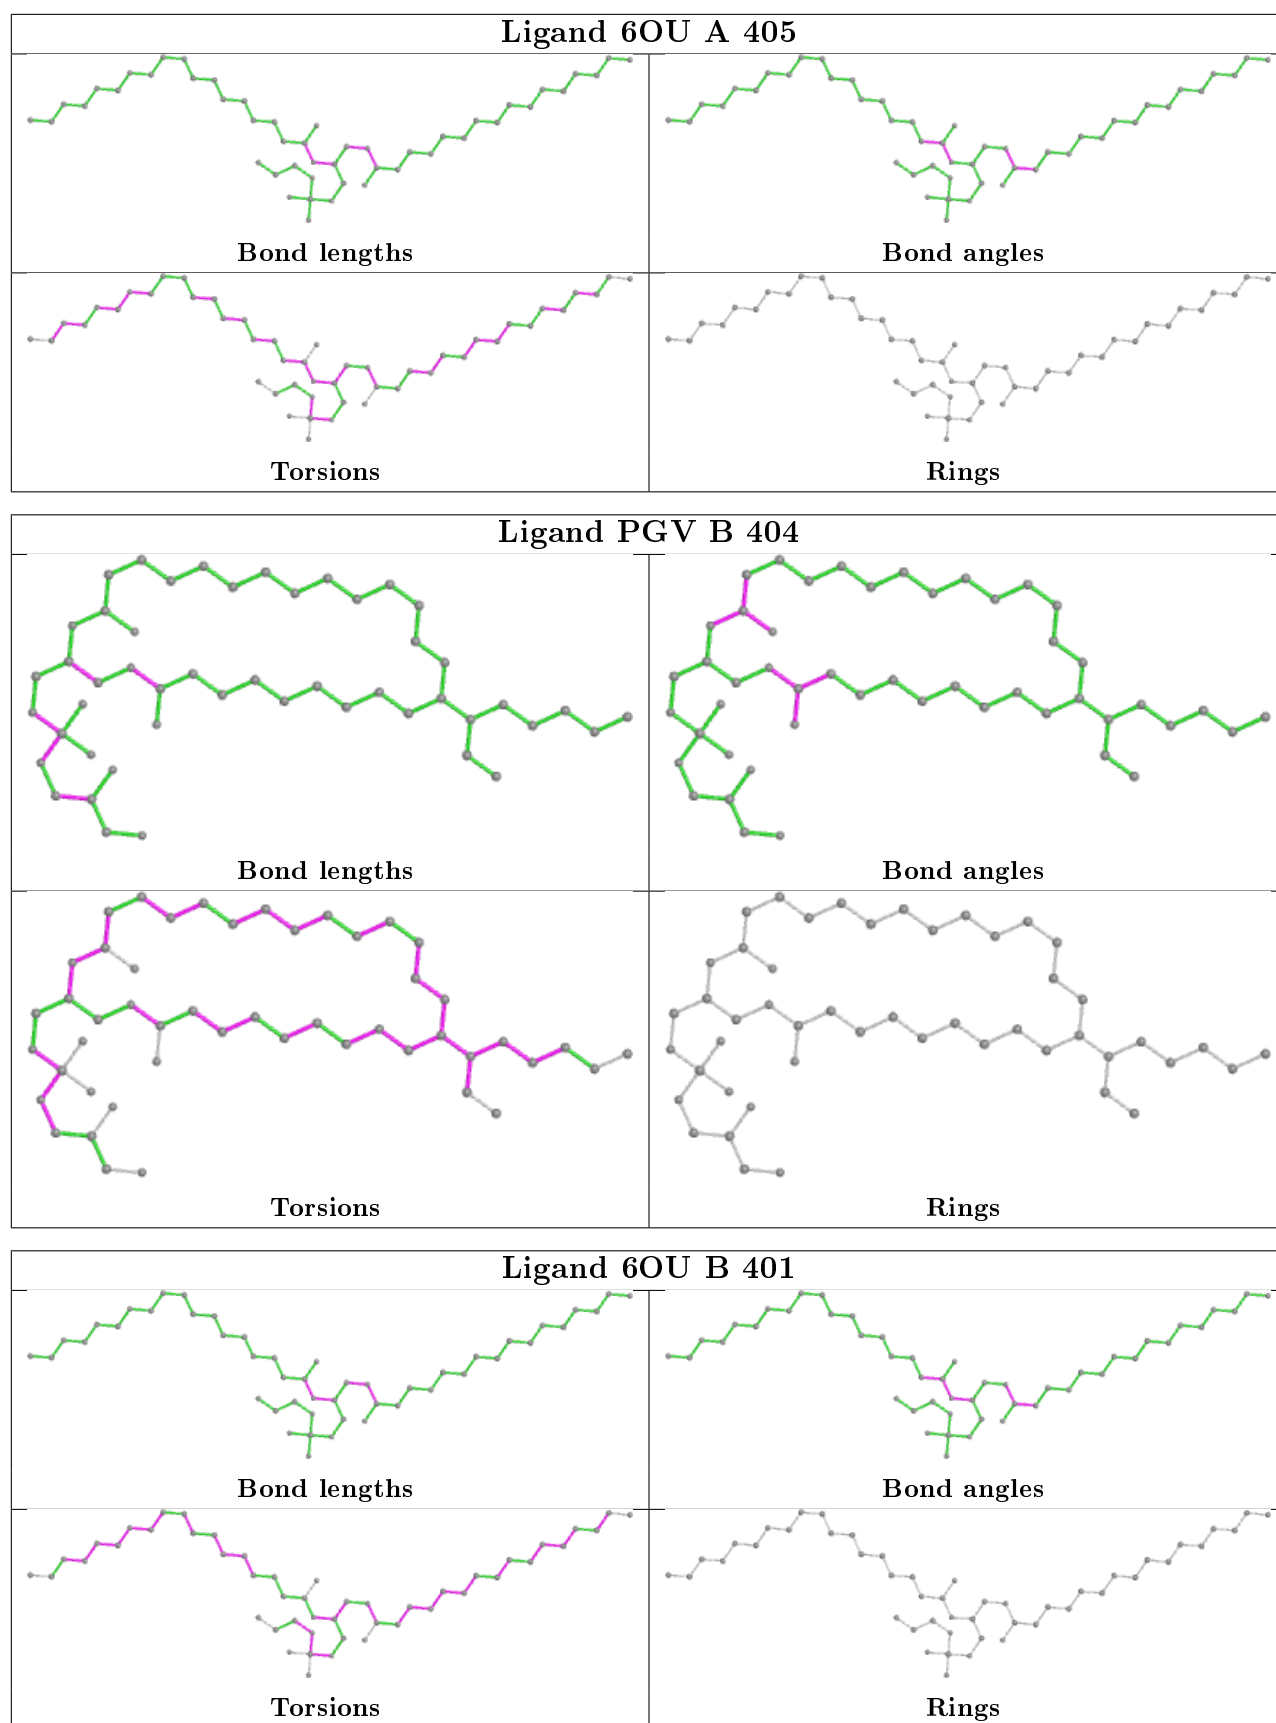 Ligand 6OU A 405
Bond lengths
Bond angles
Torsions
Rings
Ligand PGV B 404
Bond lengths
Bond angles
Torsions
Rings
Ligand 6OU B 401
Bond lengths
Bond angles
Torsions
Rings